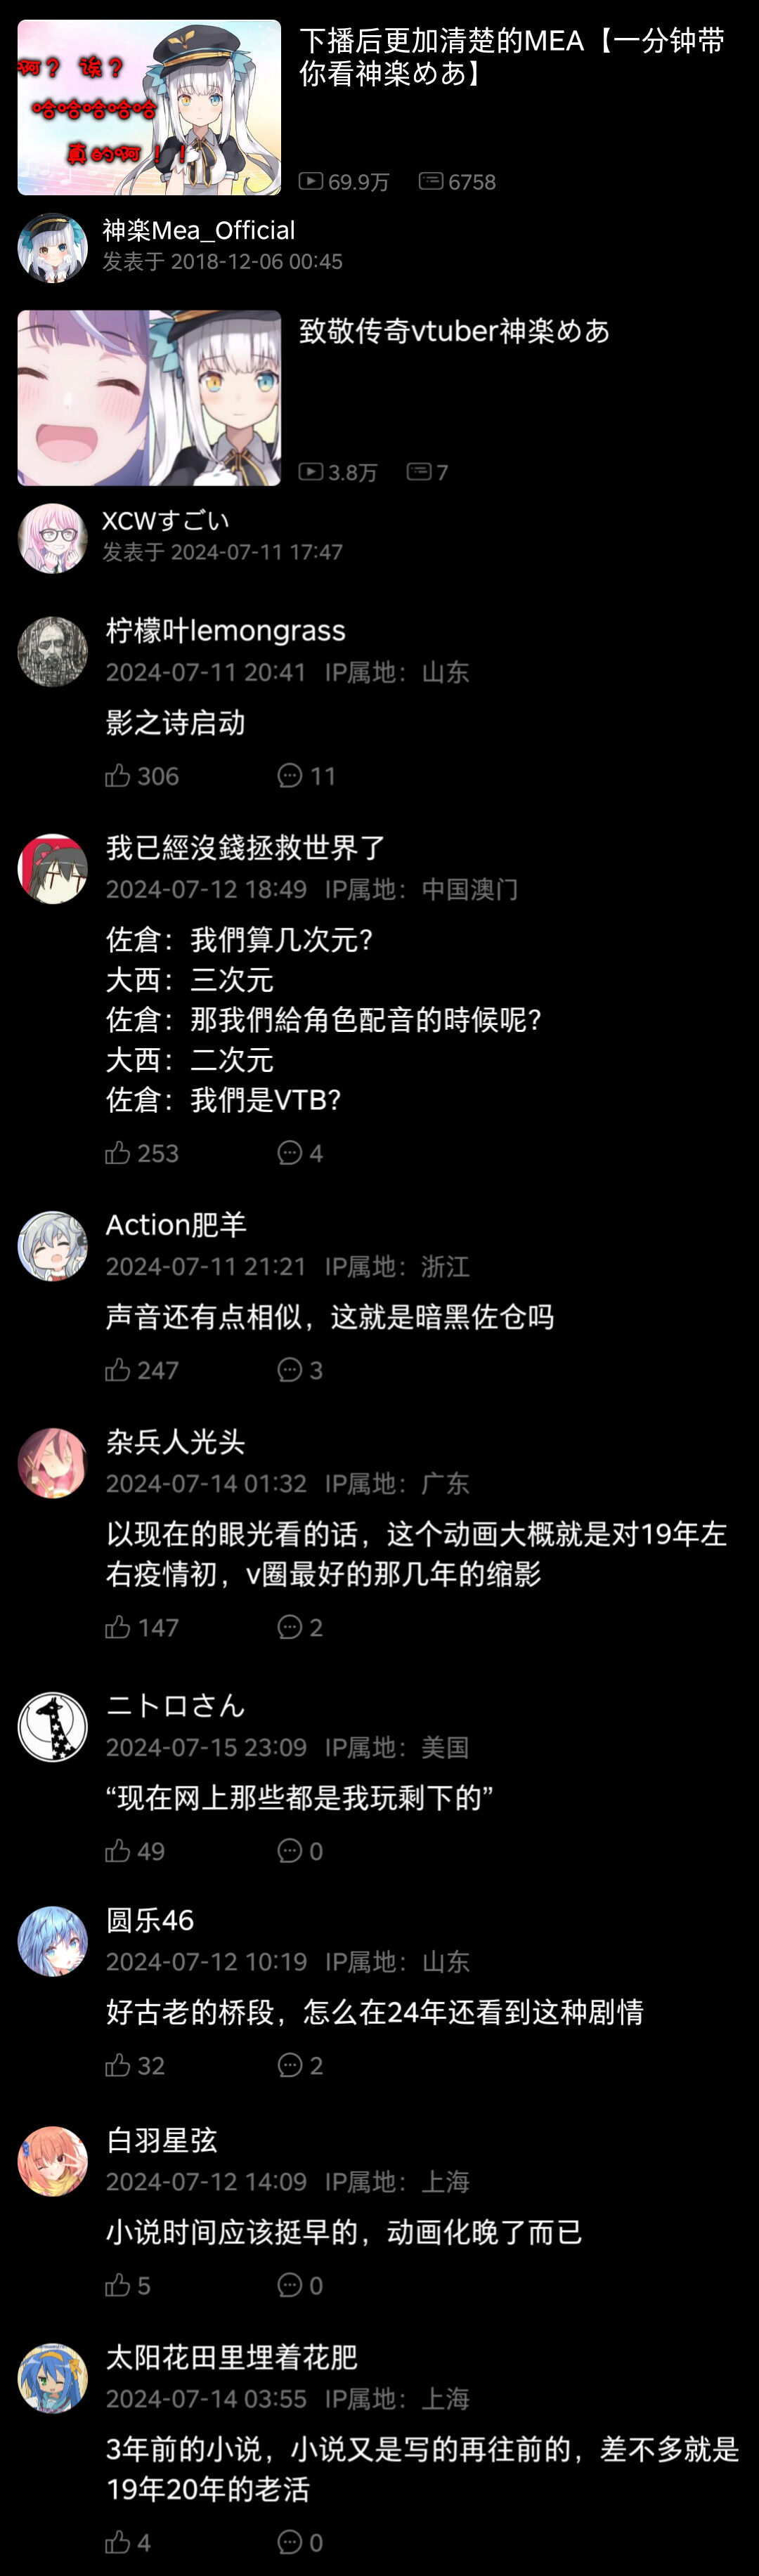 啊？ 诶？
哈哈哈哈哈
真的啊！！
下播后更加清楚的MEA【一分钟带
你看神楽めあ】
69.9万 6758
神楽Mea_Official
发表于 2018-12-06 00:45
致敬传奇vtuber神楽めあ
3.8万 7
XCWすごい
发表于 2024-07-11 17:47
柠檬叶lemongrass
2024-07-11 20:41 IP属地：山东
影之诗启动
306 11
我已經沒錢拯救世界了
2024-07-12 18:49 IP属地：中国澳门
佐倉：我們算几次元?
大西：三次元
佐倉：那我們給角色配音的時候呢?
大西：二次元
佐倉：我們是VTB?
253 4
Action肥羊
2024-07-11 21:21 IP属地：浙江
声音还有点相似，这就是暗黑佐仓吗
247 3
杂兵人光头
2024-07-14 01:32 IP属地：广东
以现在的眼光看的话，这个动画大概就是对19年左
右疫情初，v圈最好的那几年的缩影
147 2
ニトロさん
2024-07-15 23:09 IP属地：美国
“现在网上那些都是我玩剩下的”
49 0
圆乐46
2024-07-12 10:19 IP属地：山东
好古老的桥段，怎么在24年还看到这种剧情
32 2
白羽星弦
2024-07-12 14:09 IP属地：上海
小说时间应该挺早的，动画化晚了而已
5 0
太阳花田里埋着花肥
2024-07-14 03:55 IP属地：上海
3年前的小说，小说又是写的再往前的，差不多就是
19年20年的老活
4 0